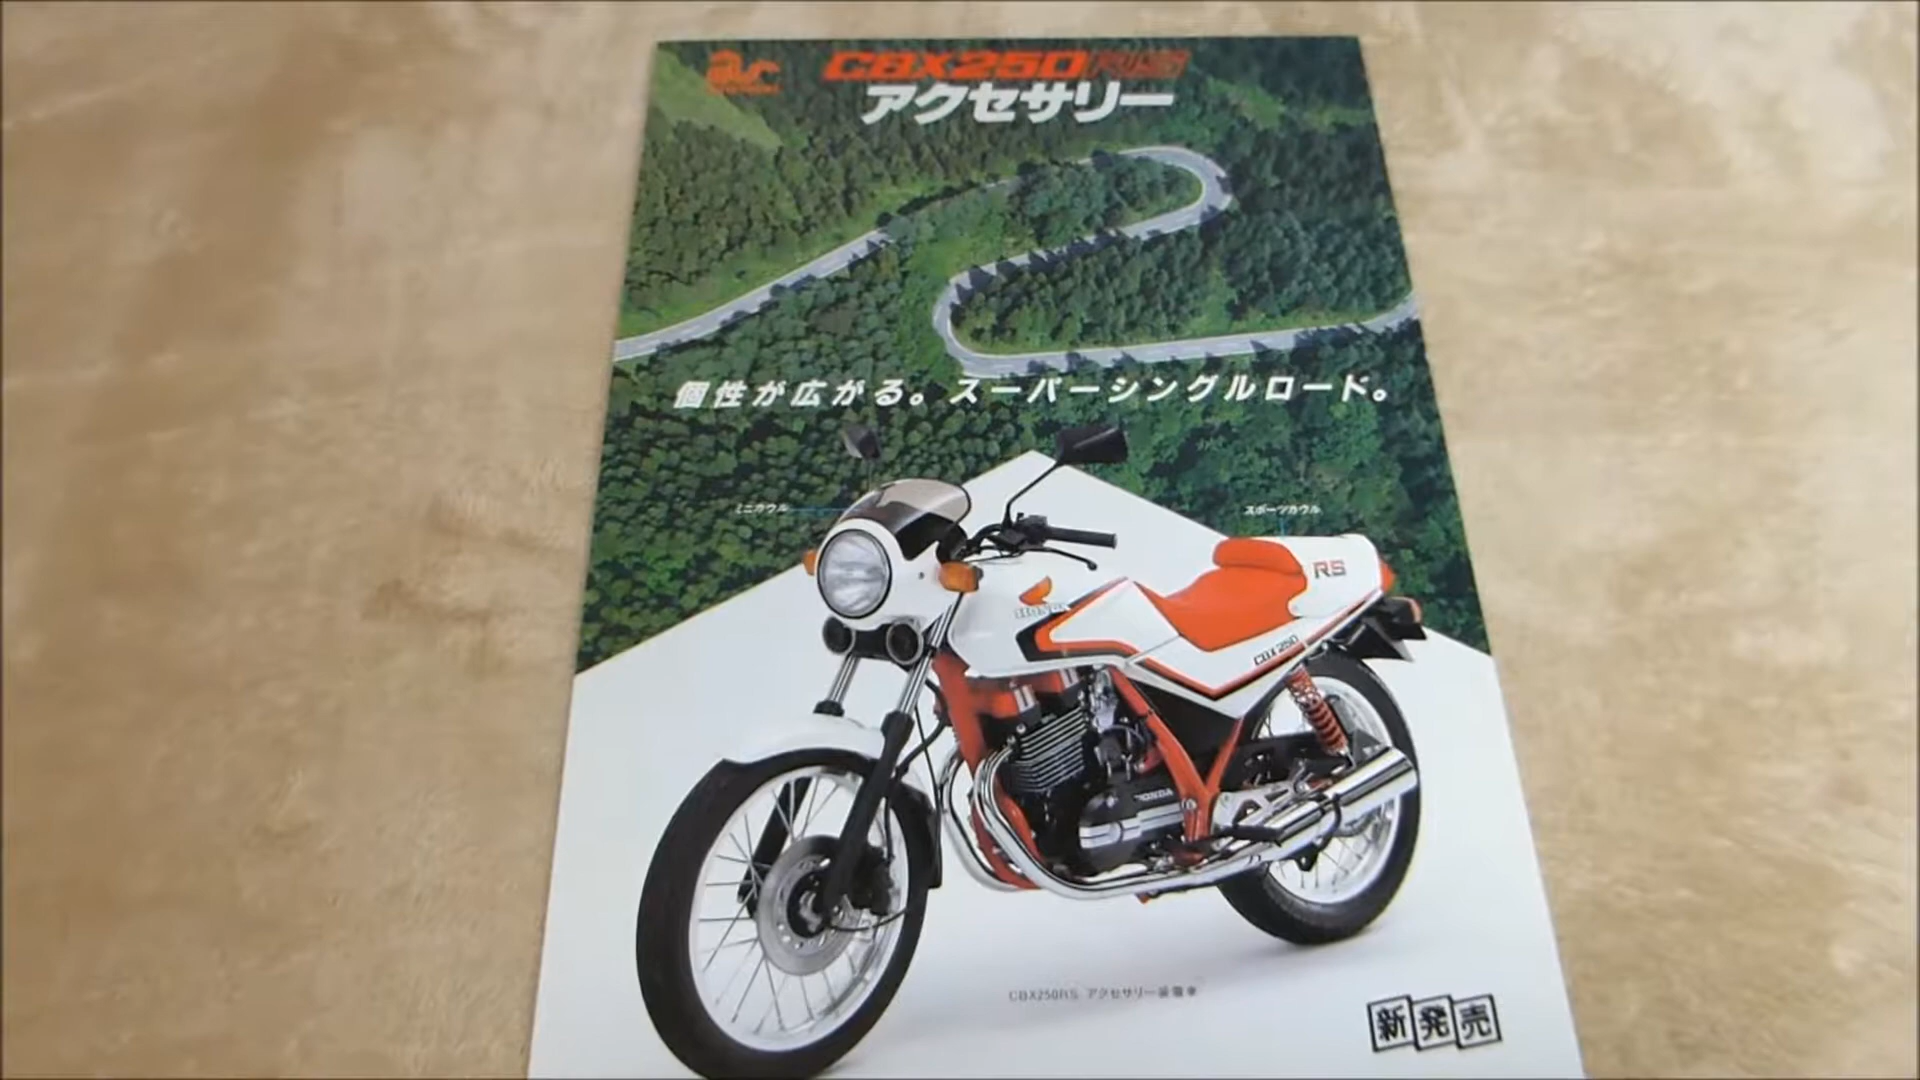 CBX250RS
アクセサリー
個性が広がる。スーパーシングルロード。
ミニカウル
スポーツカウル
RS
HONDA
CBX250
HONDA
CBX250RS アクセサリー装着車
新発売